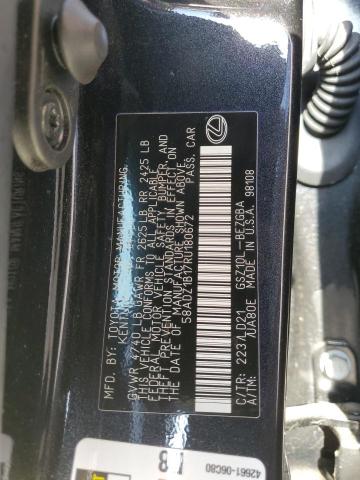 MFD. BY: TOYOTA MOTOR MANUFACTURING,
KENTUCKY,
GVWR 4740 LB GAWR FR 2625 LB RR 2425 LB
THIS VEHICLE CONFORMS TO ALL APPLICABLE
FEDERAL MOTOR VEHICLE SAFETY, BUMPER, AND
THEFT PREVENTION STANDARDS IN EFFECT ON
THE DATE OF MANUFACTURE SHOWN ABOVE.
58ADZ1B17RU180672 PASS. CAR
C/TR: 223/LD21 GSZ10L-BEZGBA
A/TM: /UA80E MADE IN U.S.A. 98108
42661-06C80